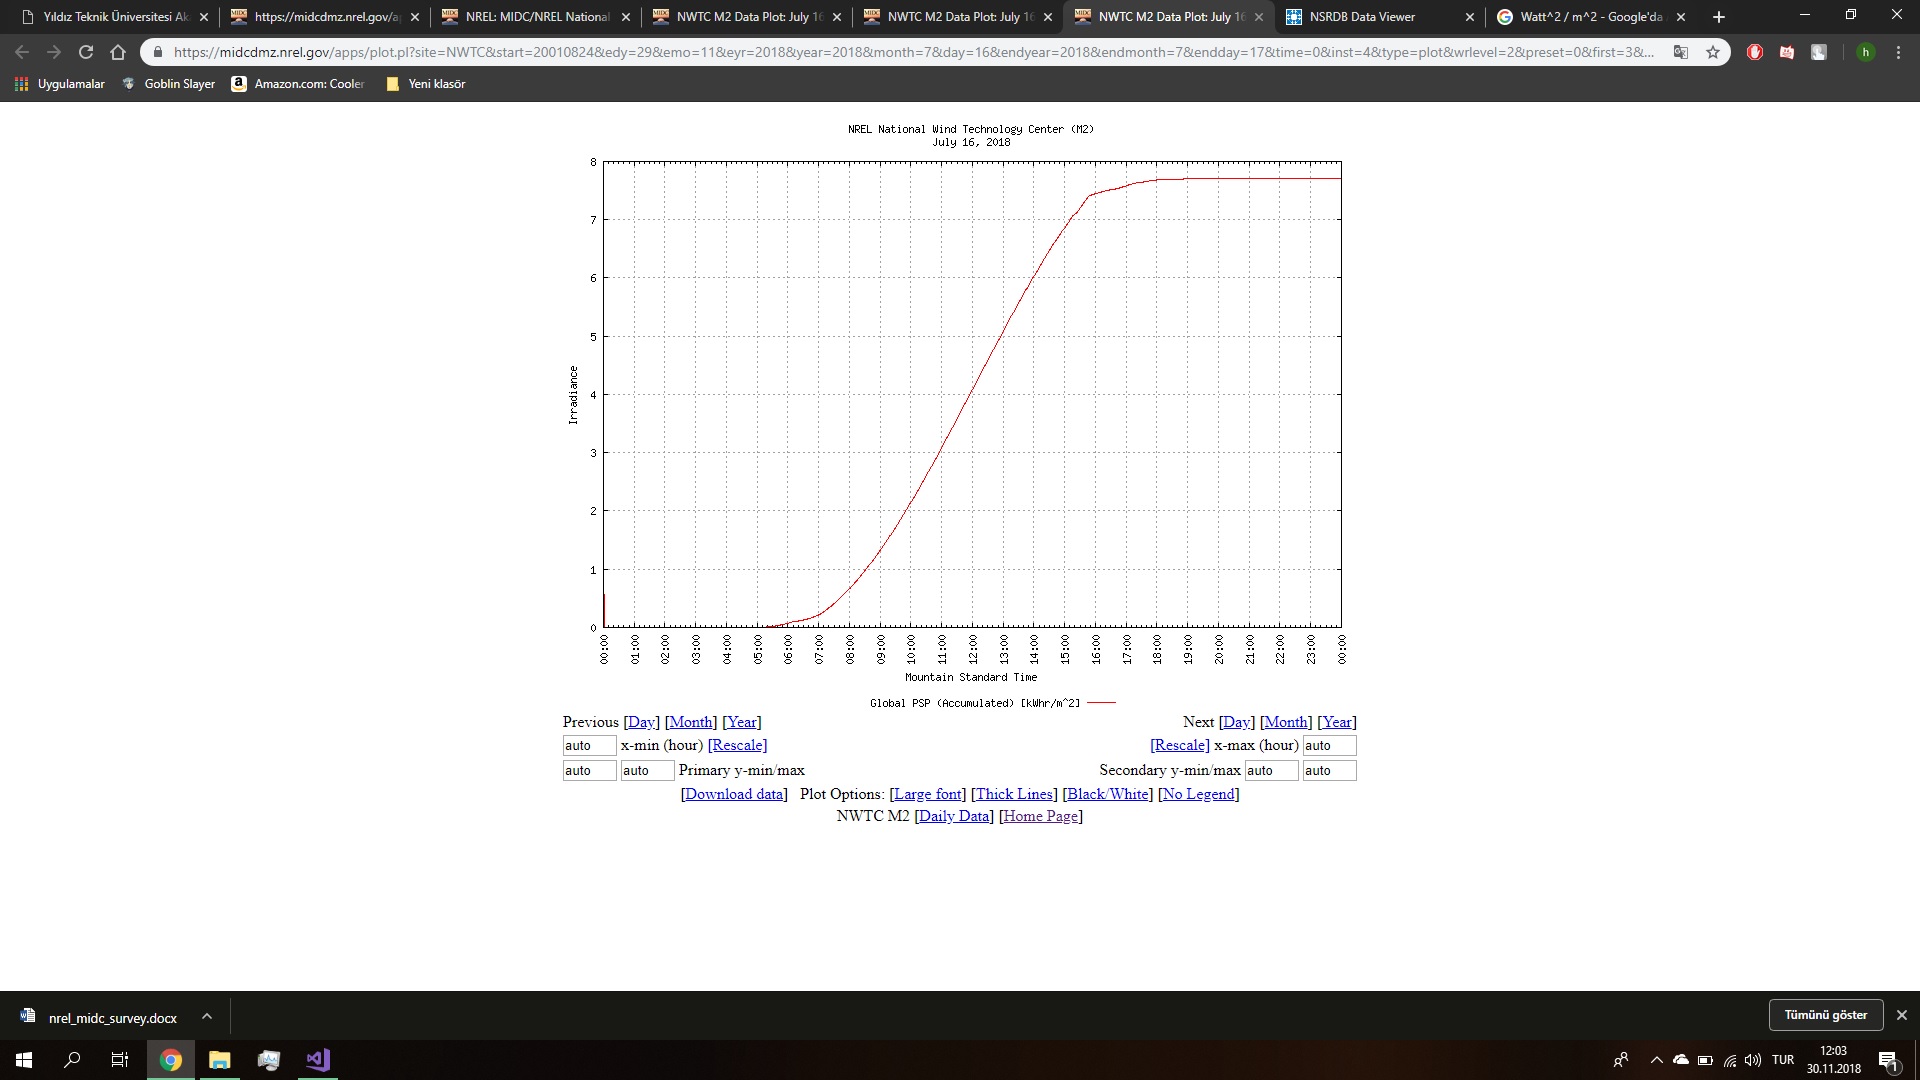 Yıldız Teknik Üniversitesi Ak
https://midcdmz.nrel.gov/ap
NREL: MIDC/NREL National
NWTC M2 Data Plot: July 16
NWTC M2 Data Plot: July 16
NWTC M2 Data Plot: July 16
NSRDB Data Viewer
Watt^2 / m^2 - Google'da
https://midcdmz.nrel.gov/apps/plot.pl?site=NWTC&start=20010824&edy=29&emo=11&eyr=2018&year=2018&month=7&day=16&endyear=2018&endmonth=7&endday=17&time=0&inst=4&type=plot&wrlevel=2&preset=0&first=3&...
h
Uygulamalar
Goblin Slayer
Amazon.com: Cooler
Yeni klasör
NREL National Wind Technology Center (M2)
July 16, 2018
8
7
6
5
4
3
2
1
0
Irradiance
00:00
01:00
02:00
03:00
04:00
05:00
06:00
07:00
08:00
09:00
10:00
11:00
12:00
13:00
14:00
15:00
16:00
17:00
18:00
19:00
20:00
21:00
22:00
23:00
00:00
Mountain Standard Time
Global PSP (Accumulated) [kWhr/m^2]
Previous [Day] [Month] [Year]
Next [Day] [Month] [Year]
auto x-min (hour) [Rescale]
[Rescale] x-max (hour) auto
auto auto Primary y-min/max
Secondary y-min/max auto auto
[Download data] Plot Options: [Large font] [Thick Lines] [Black/White] [No Legend]
NWTC M2 [Daily Data] [Home Page]
nrel_midc_survey.docx
Tümünü göster
TUR
12:03
30.11.2018
1